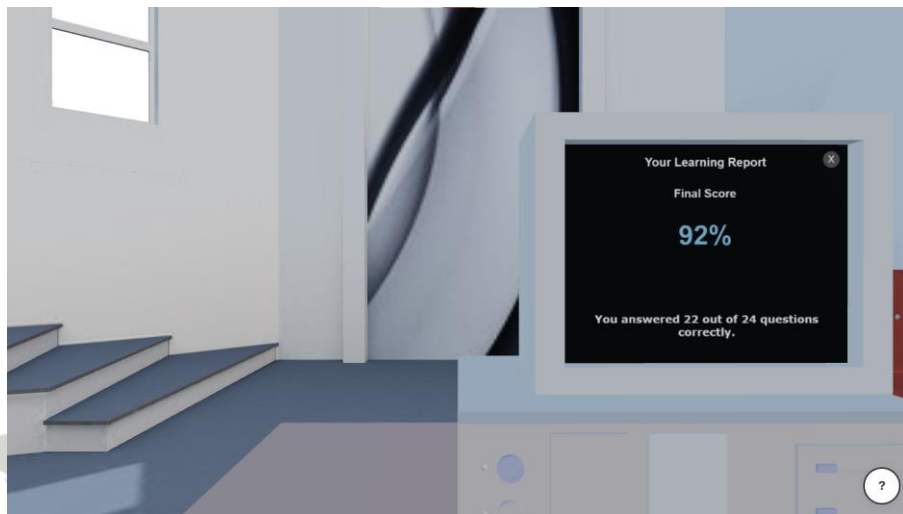 Your Learning Report
X
Final Score
92%
You answered 22 out of 24 questions
correctly.
?